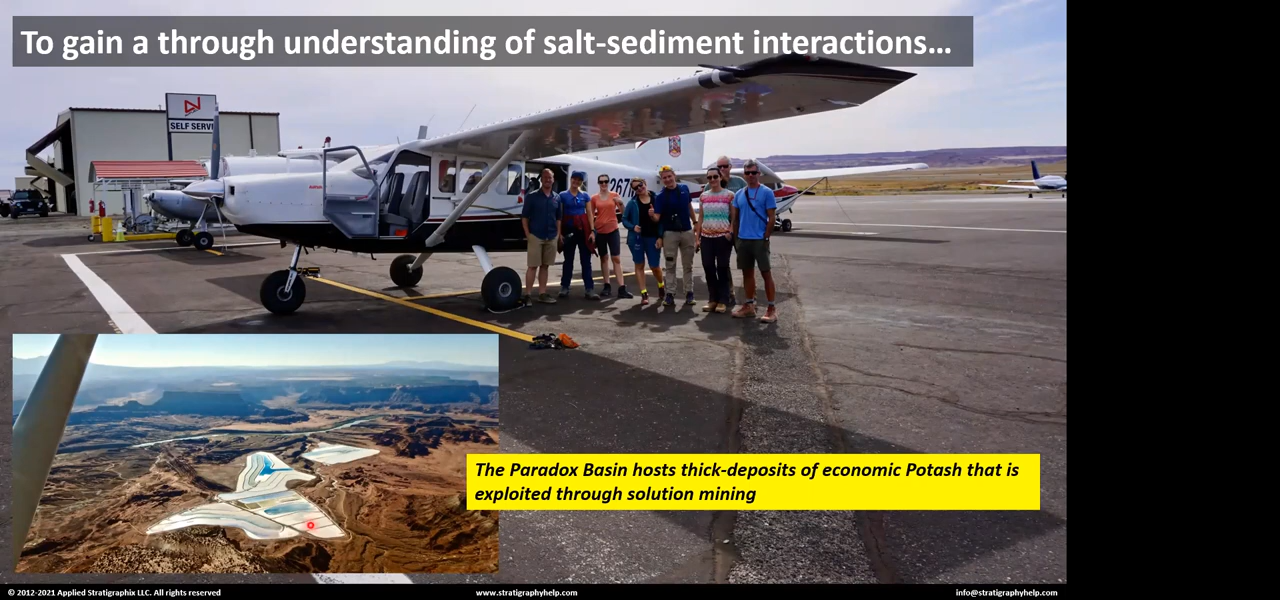 To gain a through understanding of salt-sediment interactions…
SELF SERV
267
The Paradox Basin hosts thick-deposits of economic Potash that is
exploited through solution mining
© 2012-2021 Applied Stratigraphix LLC. All rights reserved
www.stratigraphyhelp.com
info@stratigraphyhelp.com